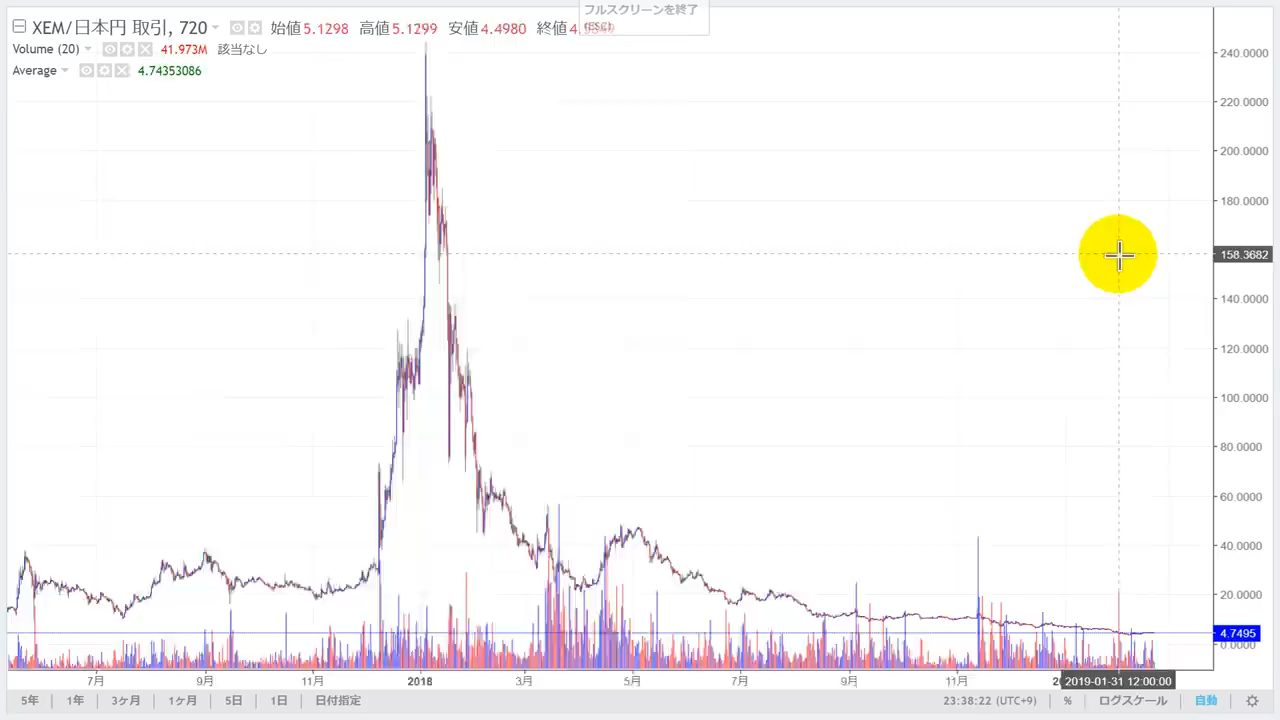 フルスクリーンを終了
XEM/日本円 取引, 720 始値5.1298 高値5.1299 安値4.4980 終値4.
Volume (20) 41.973M 該当なし
Average 4.74353086
240.0000
220.0000
200.0000
180.0000
158.3682
140.0000
120.0000
100.0000
80.0000
60.0000
40.0000
20.0000
4.7495
0.0000
7月 9月 11月 2018 3月 5月 7月 9月 11月 2019-01-31 12:00:00
5年 1年 3ヶ月 1ヶ月 5日 1日 日付指定 23:38:22 (UTC+9) % ログスケール 自動